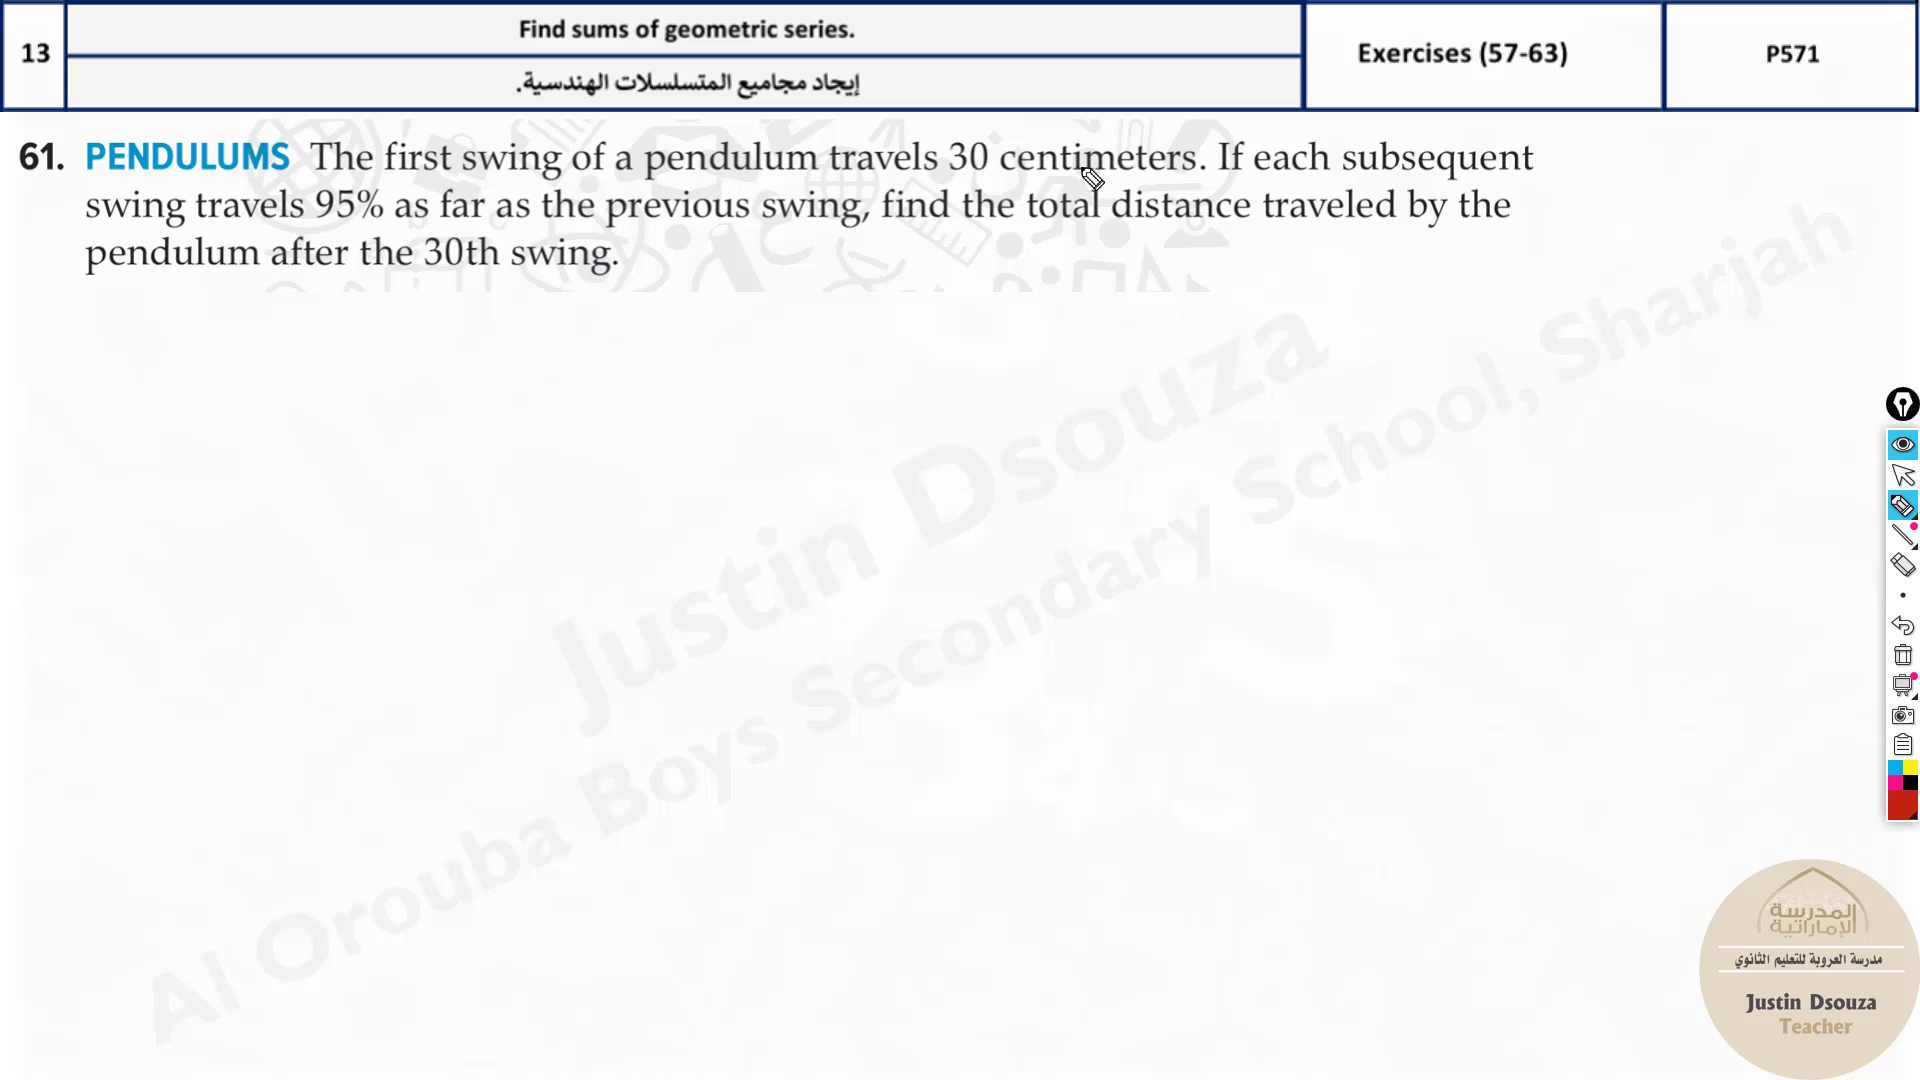 13
Find sums of geometric series.
إيجاد مجاميع المتسلسلات الهندسية.
Exercises (57-63)
P571
61. PENDULUMS The first swing of a pendulum travels 30 centimeters. If each subsequent
swing travels 95% as far as the previous swing, find the total distance traveled by the
pendulum after the 30th swing.
Justin Dsouza
Al Orouba Boys Secondary School, Sharjah
المدرسة
الإماراتية
مدرسة العروبة للتعليم الثانوي
Justin Dsouza
Teacher